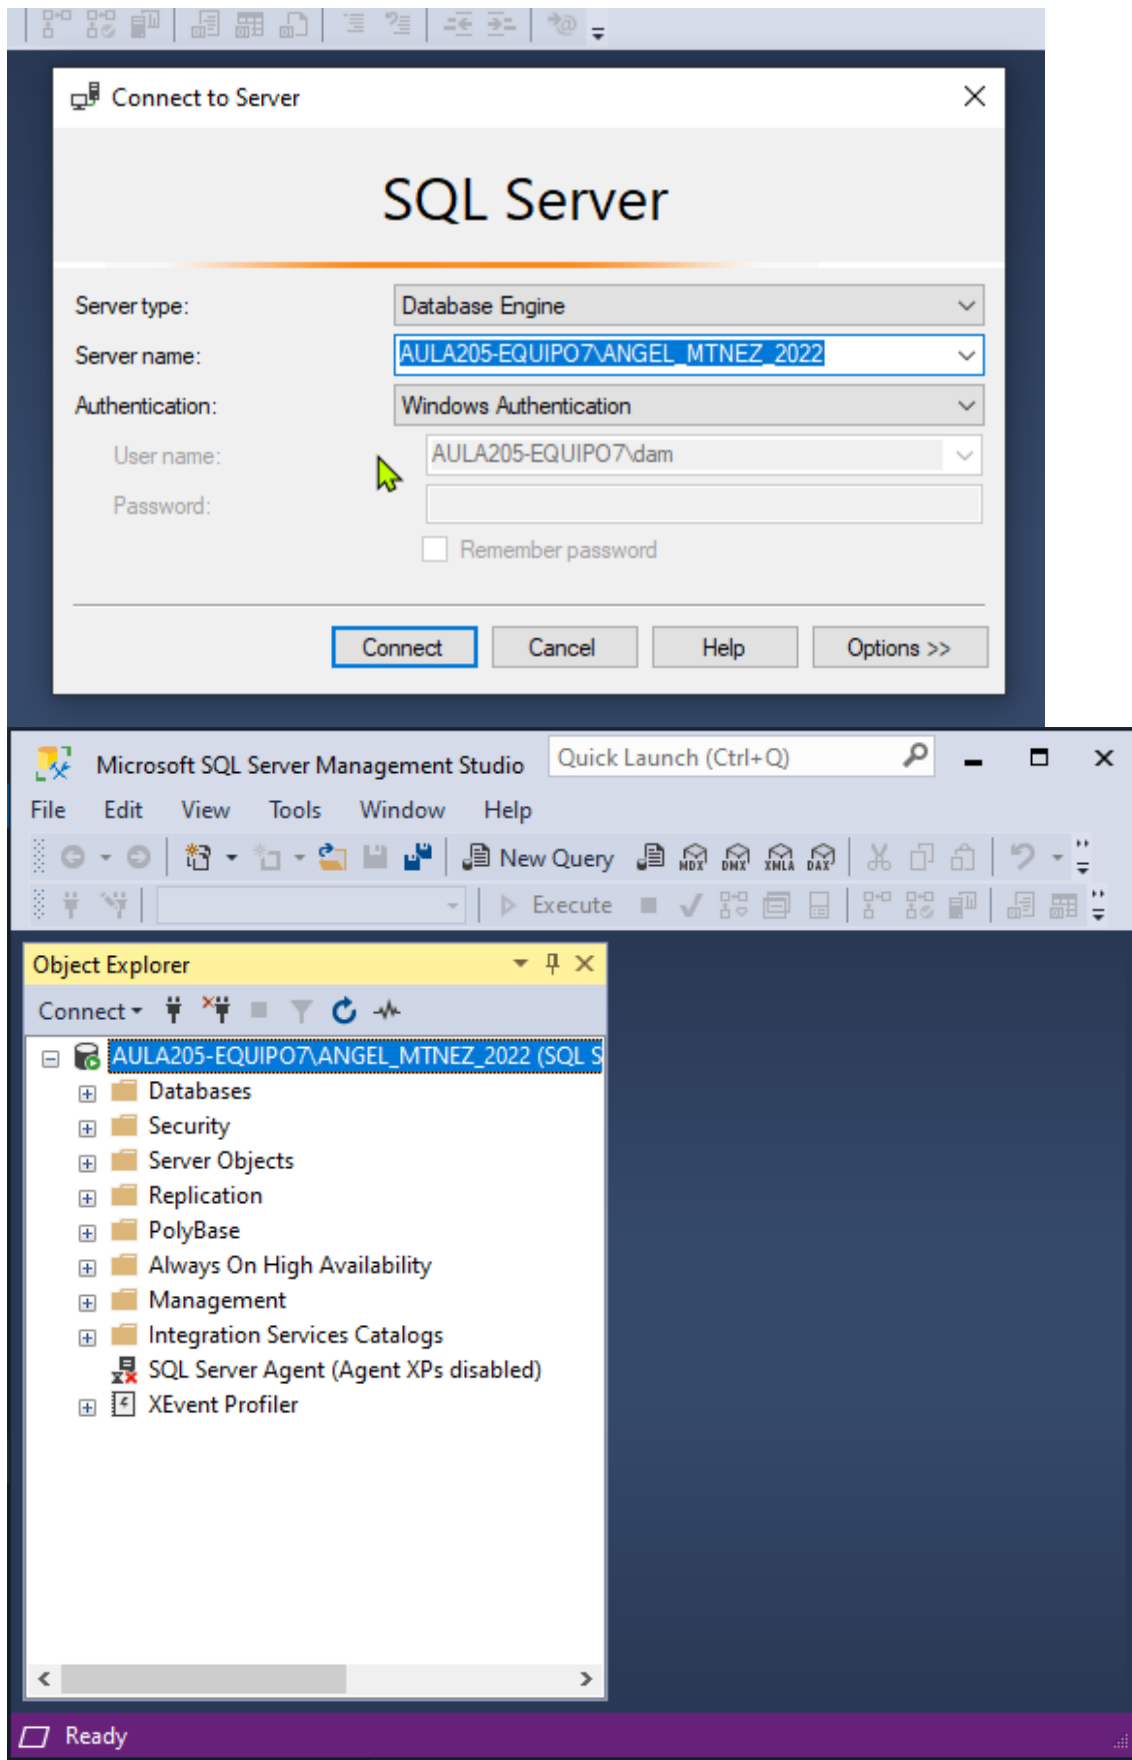 Connect to Server
SQL Server
Server type: Database Engine
Server name: AULA205-EQUIPO7\ANGEL_MTNEZ_2022
Authentication: Windows Authentication
User name: AULA205-EQUIPO7\dam
Password:
Remember password
Connect Cancel Help Options >>
Microsoft SQL Server Management Studio Quick Launch (Ctrl+Q)
File Edit View Tools Window Help
New Query MDX DMX XMLA DAX
Execute
Object Explorer
Connect
AULA205-EQUIPO7\ANGEL_MTNEZ_2022 (SQL S
Databases
Security
Server Objects
Replication
PolyBase
Always On High Availability
Management
Integration Services Catalogs
SQL Server Agent (Agent XPs disabled)
XEvent Profiler
Ready